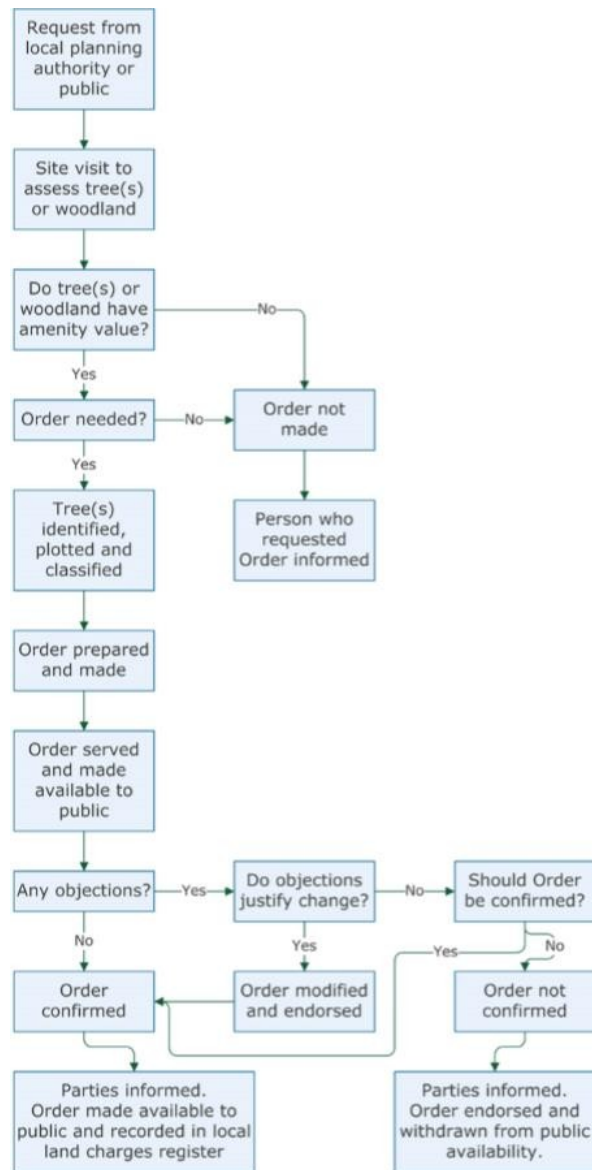 Request from
local planning
authority or
public
Site visit to
assess tree(s)
or woodland
Do tree(s) or
woodland have
amenity value?
No
Yes
Order needed?
No
Order not
made
Yes
Tree(s)
identified,
plotted and
classified
Person who
requested
Order informed
Order prepared
and made
Order served
and made
available to
public
Any objections?
Yes
Do objections
justify change?
No
Should Order
be confirmed?
No
Yes
Yes
No
Order
confirmed
Order modified
and endorsed
Order not
confirmed
Parties informed.
Order made available to
public and recorded in local
land charges register
Parties informed.
Order endorsed and
withdrawn from public
availability.